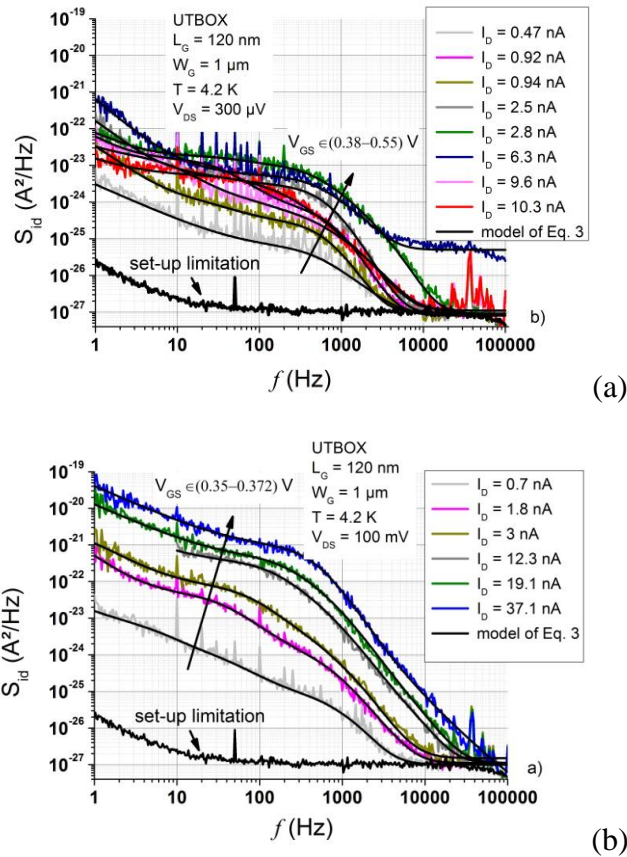 UTBOX
L_G = 120 nm
W_G = 1 µm
T = 4.2 K
V_DS = 300 µV
V_GS ∈(0.38–0.55) V
I_D = 0.47 nA
I_D = 0.92 nA
I_D = 0.94 nA
I_D = 2.5 nA
I_D = 2.8 nA
I_D = 6.3 nA
I_D = 9.6 nA
I_D = 10.3 nA
model of Eq. 3
S_id (A²/Hz)
10^-19
10^-20
10^-21
10^-22
10^-23
10^-24
10^-25
10^-26
10^-27
set-up limitation
b)
1 10 100 1000 10000 100000
f (Hz)
(a)
UTBOX
L_G = 120 nm
W_G = 1 µm
T = 4.2 K
V_DS = 100 mV
V_GS ∈(0.35–0.372) V
I_D = 0.7 nA
I_D = 1.8 nA
I_D = 3 nA
I_D = 12.3 nA
I_D = 19.1 nA
I_D = 37.1 nA
model of Eq. 3
S_id (A²/Hz)
10^-19
10^-20
10^-21
10^-22
10^-23
10^-24
10^-25
10^-26
10^-27
set-up limitation
a)
1 10 100 1000 10000 100000
f (Hz)
(b)